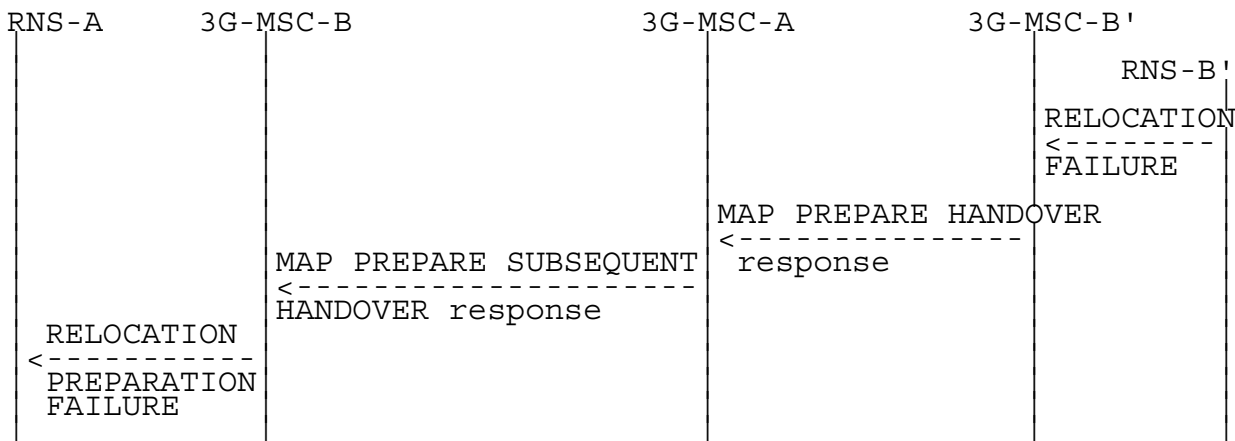 RNS-A 3G-MSC-B 3G-MSC-A 3G-MSC-B'
RNS-B'
RELOCATION
FAILURE
MAP PREPARE HANDOVER
response
MAP PREPARE SUBSEQUENT
HANDOVER response
RELOCATION
PREPARATION
FAILURE